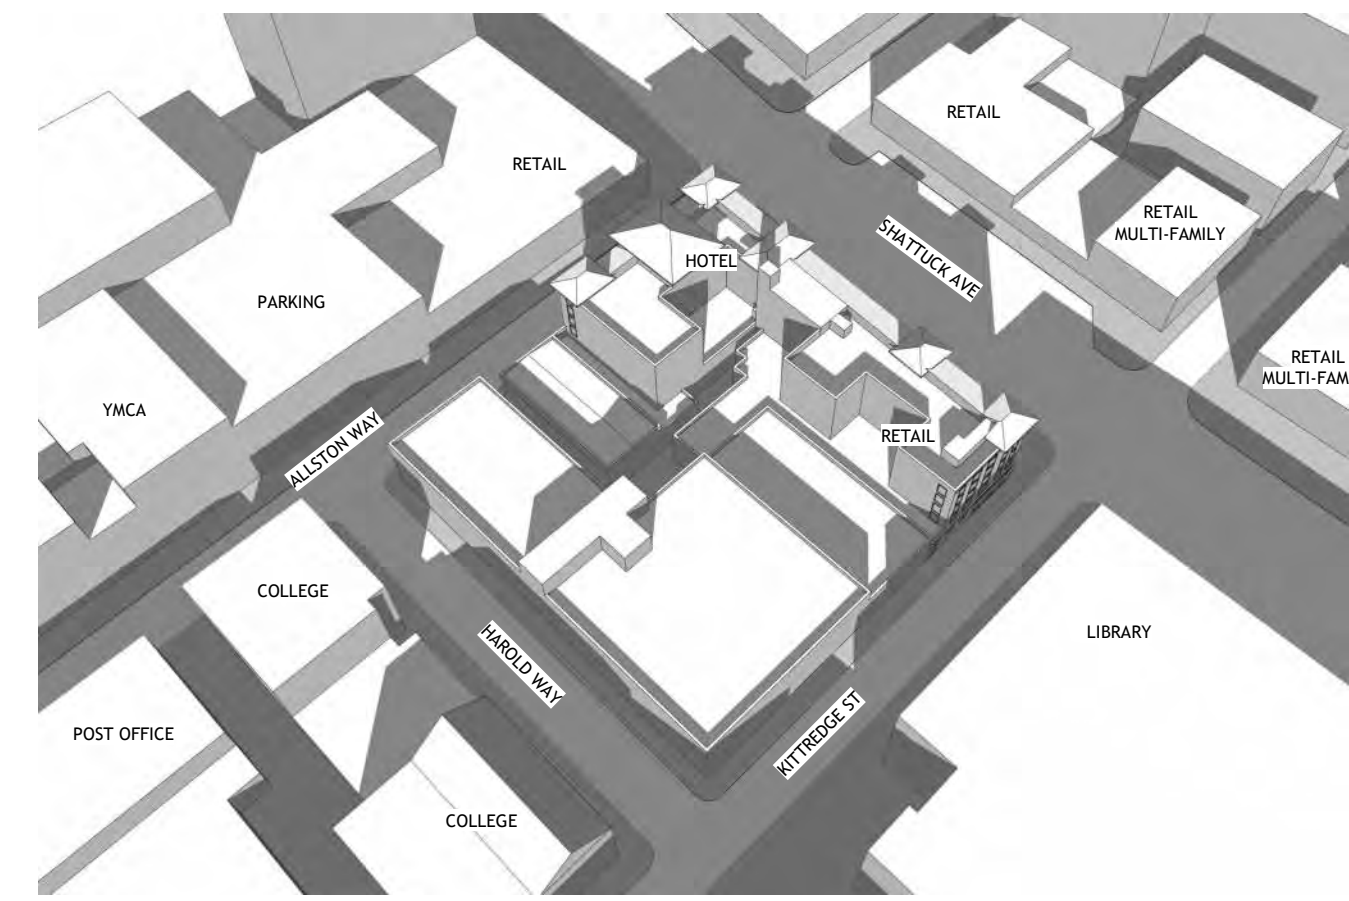 RETAIL
RETAIL
RETAIL
MULTI-FAMILY
SHATTUCK AVE
HOTEL
PARKING
RETAIL
MULTI-FAM
YMCA
ALLSTON WAY
RETAIL
COLLEGE
LIBRARY
HAROLD WAY
KITTREDGE ST
POST OFFICE
COLLEGE